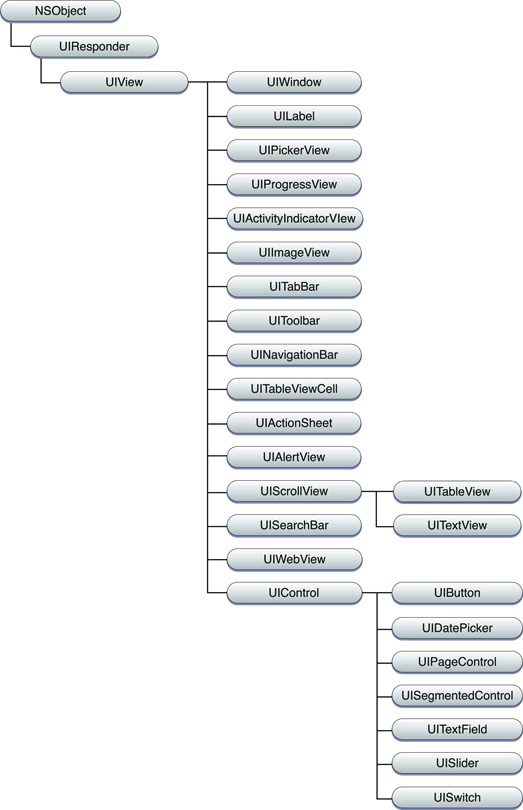 NSObject
UIResponder
UIView
UIWindow
UILabel
UIPickerView
UIProgressView
UIActivityIndicatorVIew
UIImageView
UITabBar
UIToolbar
UINavigationBar
UITableViewCell
UIActionSheet
UIAlertView
UIScrollView
UITableView
UITextView
UISearchBar
UIWebView
UIControl
UIButton
UIDatePicker
UIPageControl
UISegmentedControl
UITextField
UISlider
UISwitch